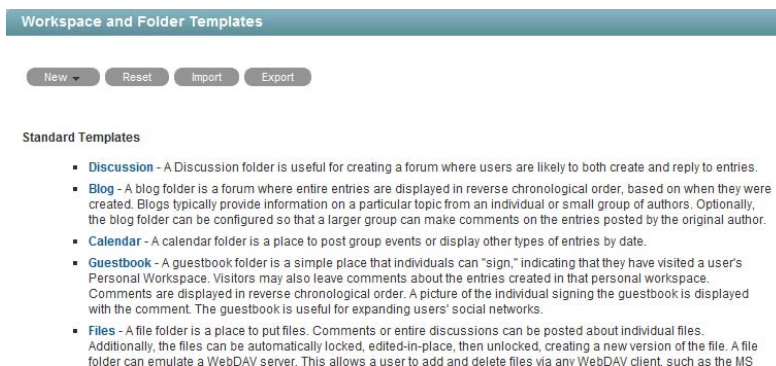 Workspace and Folder Templates
New Reset Import Export
Standard Templates
Discussion - A Discussion folder is useful for creating a forum where users are likely to both create and reply to entries.
Blog - A blog folder is a forum where entire entries are displayed in reverse chronological order, based on when they were
created. Blogs typically provide information on a particular topic from an individual or small group of authors. Optionally,
the blog folder can be configured so that a larger group can make comments on the entries posted by the original author.
Calendar - A calendar folder is a place to post group events or display other types of entries by date.
Guestbook - A guestbook folder is a simple place that individuals can "sign," indicating that they have visited a user's
Personal Workspace. Visitors may also leave comments about the entries created in that personal workspace.
Comments are displayed in reverse chronological order. A picture of the individual signing the guestbook is displayed
with the comment. The guestbook is useful for expanding users' social networks.
Files - A file folder is a place to put files. Comments or entire discussions can be posted about individual files.
Additionally, the files can be automatically locked, edited-in-place, then unlocked, creating a new version of the file. A file
folder can emulate a WebDAV server. This allows a user to add and delete files via any WebDAV client, such as the MS